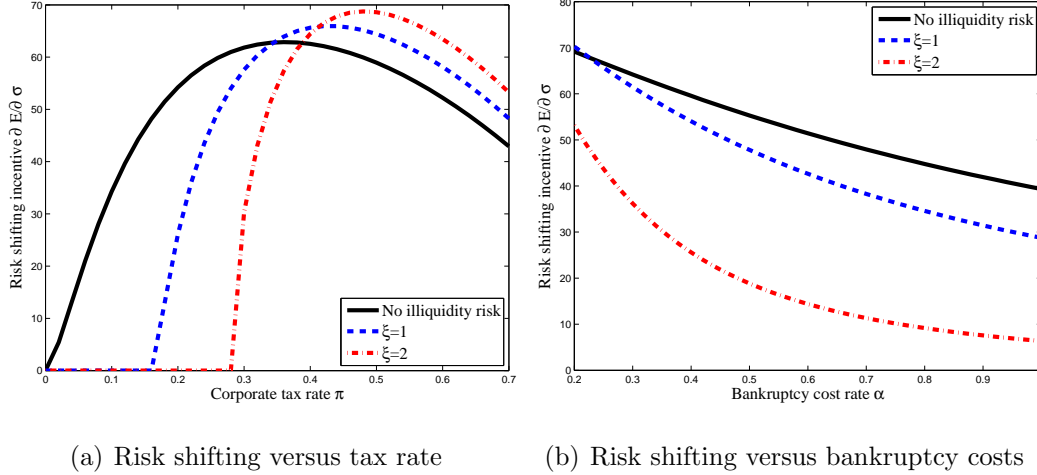 Risk shifting incentive ∂ E/∂ σ
70
60
50
40
30
20
10
0
0
0.1
0.2
0.3
0.4
0.5
0.6
0.7
Corporate tax rate π
No illiquidity risk
ξ=1
ξ=2
(a) Risk shifting versus tax rate
Risk shifting incentive ∂ E/∂ σ
80
70
60
50
40
30
20
10
0
0.2
0.3
0.4
0.5
0.6
0.7
0.8
0.9
Bankruptcy cost rate α
No illiquidity risk
ξ=1
ξ=2
(b) Risk shifting versus bankruptcy costs